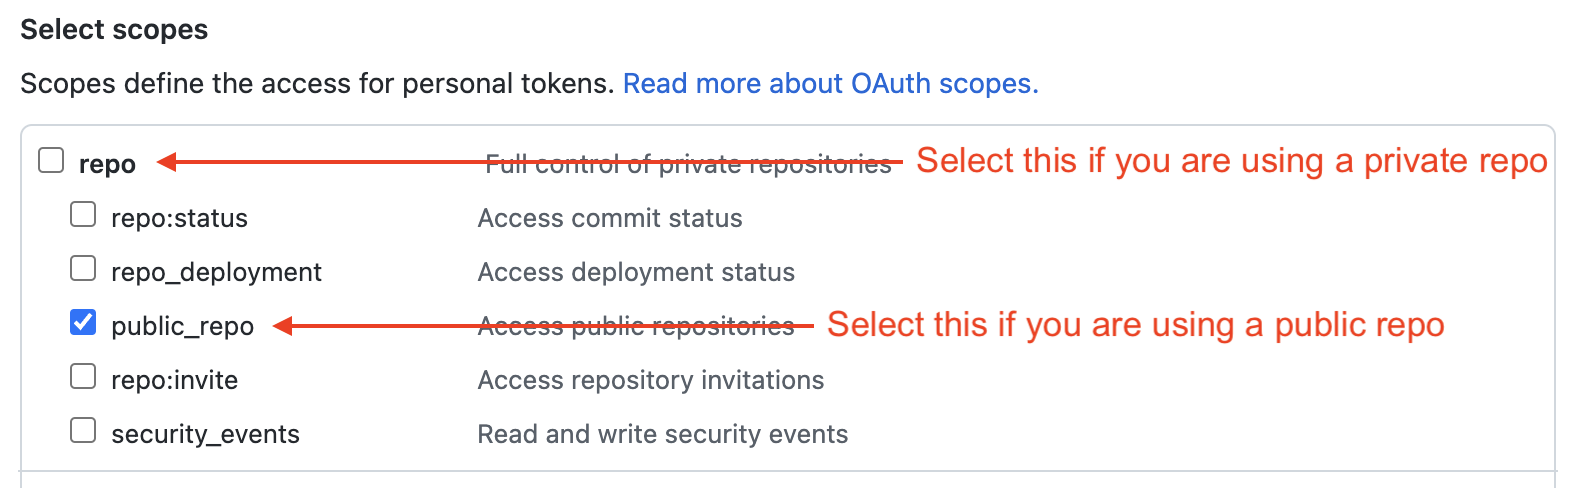 Select scopes
Scopes define the access for personal tokens. Read more about OAuth scopes.
repo Full control of private repositories Select this if you are using a private repo
repo:status Access commit status
repo_deployment Access deployment status
public_repo Access public repositories Select this if you are using a public repo
repo:invite Access repository invitations
security_events Read and write security events